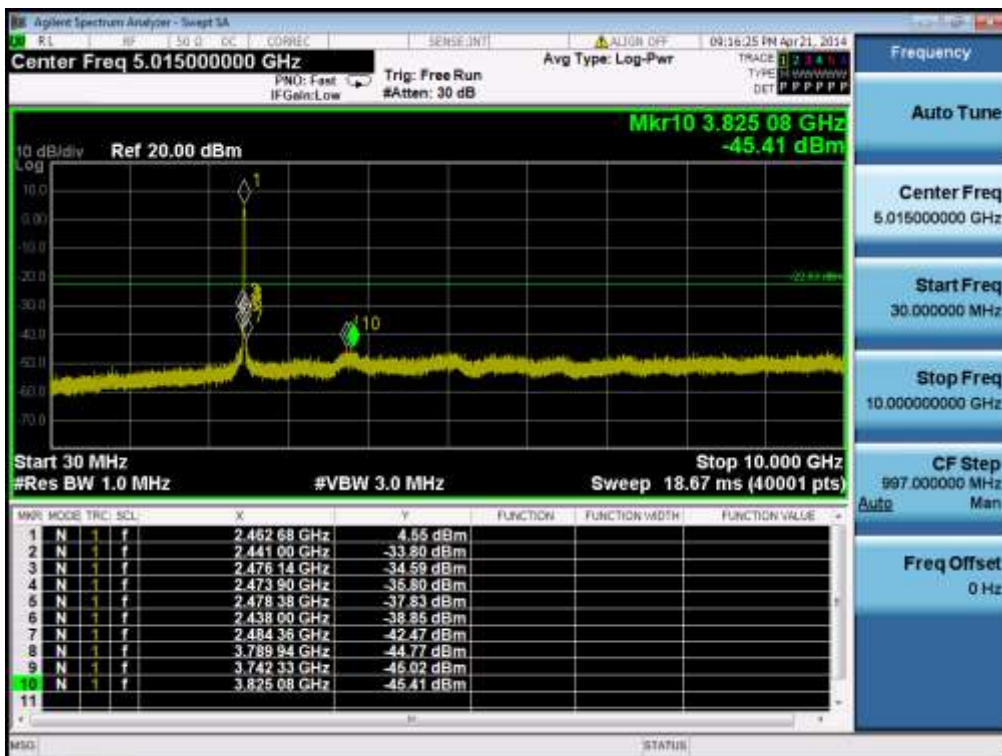 Agilent Spectrum Analyzer - Swept SA
RL RF 50 Ω DC CORREC SENSE:INT ALIGN OFF 09:16:25 PM Apr 21, 2014
Center Freq 5.015000000 GHz
PNO: Fast
IFGain:Low
Trig: Free Run
#Atten: 30 dB
Avg Type: Log-Pwr
TRACE 1 2 3 4 5 6
TYPE
DET P P P P P P
Mkr10 3.825 08 GHz
-45.41 dBm
10 dB/div Ref 20.00 dBm
Log
10.0
0.00
-10.0
-20.0
-30.0
-40.0
-50.0
-60.0
-70.0
1
10
Start 30 MHz Stop 10.000 GHz
#Res BW 1.0 MHz #VBW 3.0 MHz Sweep 18.67 ms (40001 pts)
MKR MODE TRC SCL X Y FUNCTION FUNCTION WIDTH FUNCTION VALUE
1 N 1 f 2.462 68 GHz 4.55 dBm
2 N 1 f 2.441 00 GHz -33.80 dBm
3 N 1 f 2.476 14 GHz -34.59 dBm
4 N 1 f 2.473 90 GHz -35.80 dBm
5 N 1 f 2.478 38 GHz -37.83 dBm
6 N 1 f 2.438 00 GHz -38.85 dBm
7 N 1 f 2.484 36 GHz -42.47 dBm
8 N 1 f 3.789 94 GHz -44.77 dBm
9 N 1 f 3.742 33 GHz -45.02 dBm
10 N 1 f 3.825 08 GHz -45.41 dBm
11
MSG STATUS
Frequency
Auto Tune
Center Freq
5.015000000 GHz
Start Freq
30.000000 MHz
Stop Freq
10.000000000 GHz
CF Step
997.000000 MHz
Auto Man
Freq Offset
0 Hz